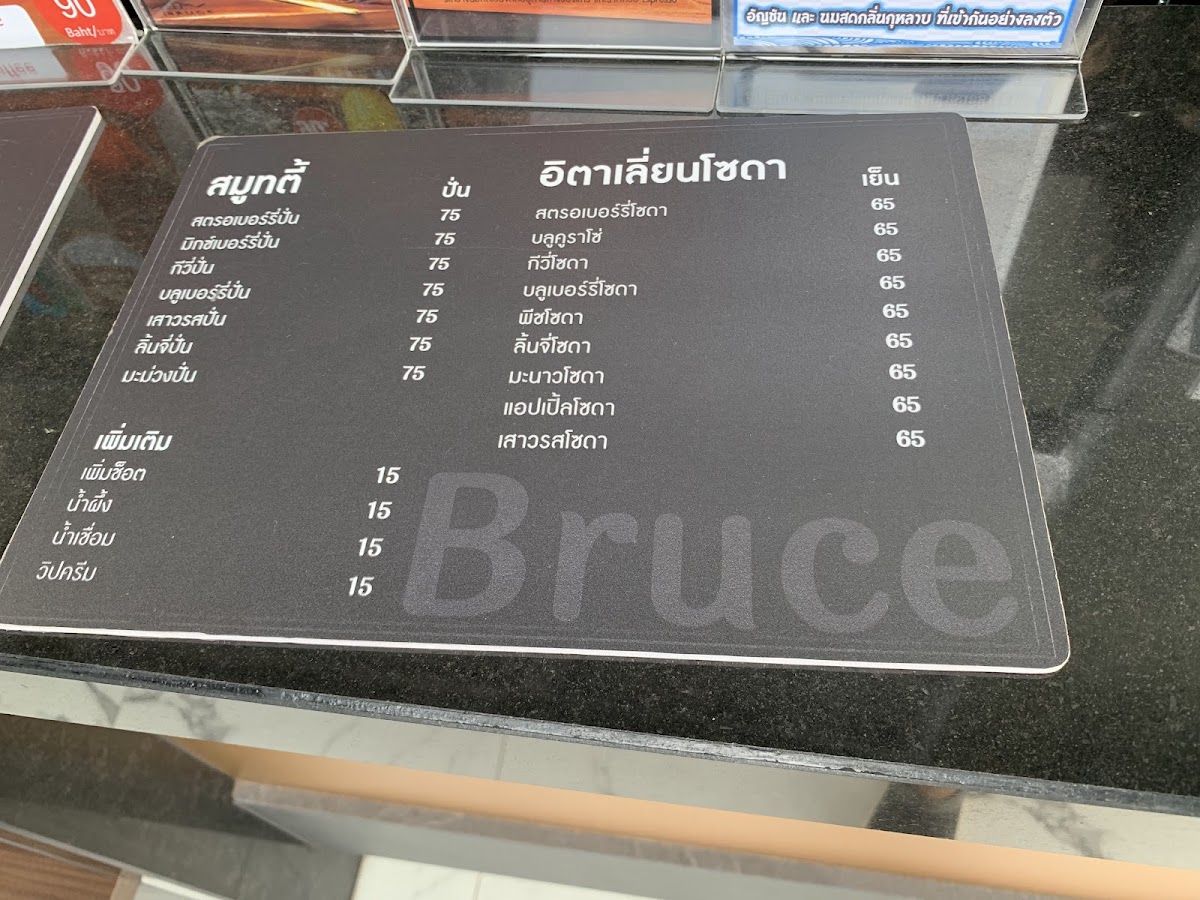 90
Baht/บาท
อัญชัน และ นมสดกลิ่นกุหลาบ ที่เข้ากันอย่างลงตัว
สมูทตี้ ปั่น
สตรอเบอร์รี่ปั่น 75
มิกซ์เบอร์รี่ปั่น 75
กีวี่ปั่น 75
บลูเบอร์รี่ปั่น 75
เสาวรสปั่น 75
ลิ้นจี่ปั่น 75
มะม่วงปั่น 75
เพิ่มเติม
เพิ่มช็อต 15
น้ำผึ้ง 15
น้ำเชื่อม 15
วิปครีม 15
อิตาเลี่ยนโซดา เย็น
สตรอเบอร์รี่โซดา 65
บลูคูราโซ่ 65
กีวี่โซดา 65
บลูเบอร์รี่โซดา 65
พีชโซดา 65
ลิ้นจี่โซดา 65
มะนาวโซดา 65
แอปเปิ้ลโซดา 65
เสาวรสโซดา 65
Bruce